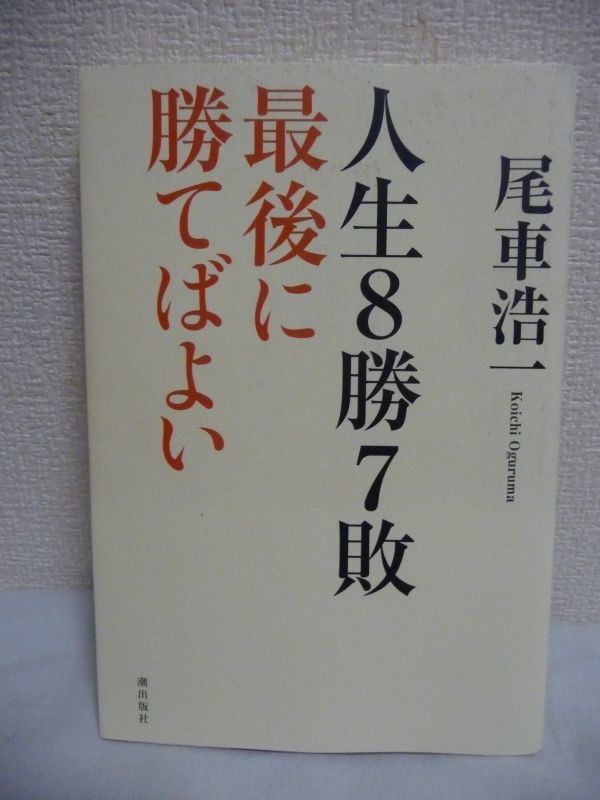 尾車浩一
Koichi Oguruma
人生8勝7敗
最後に
勝てばよい
潮出版社